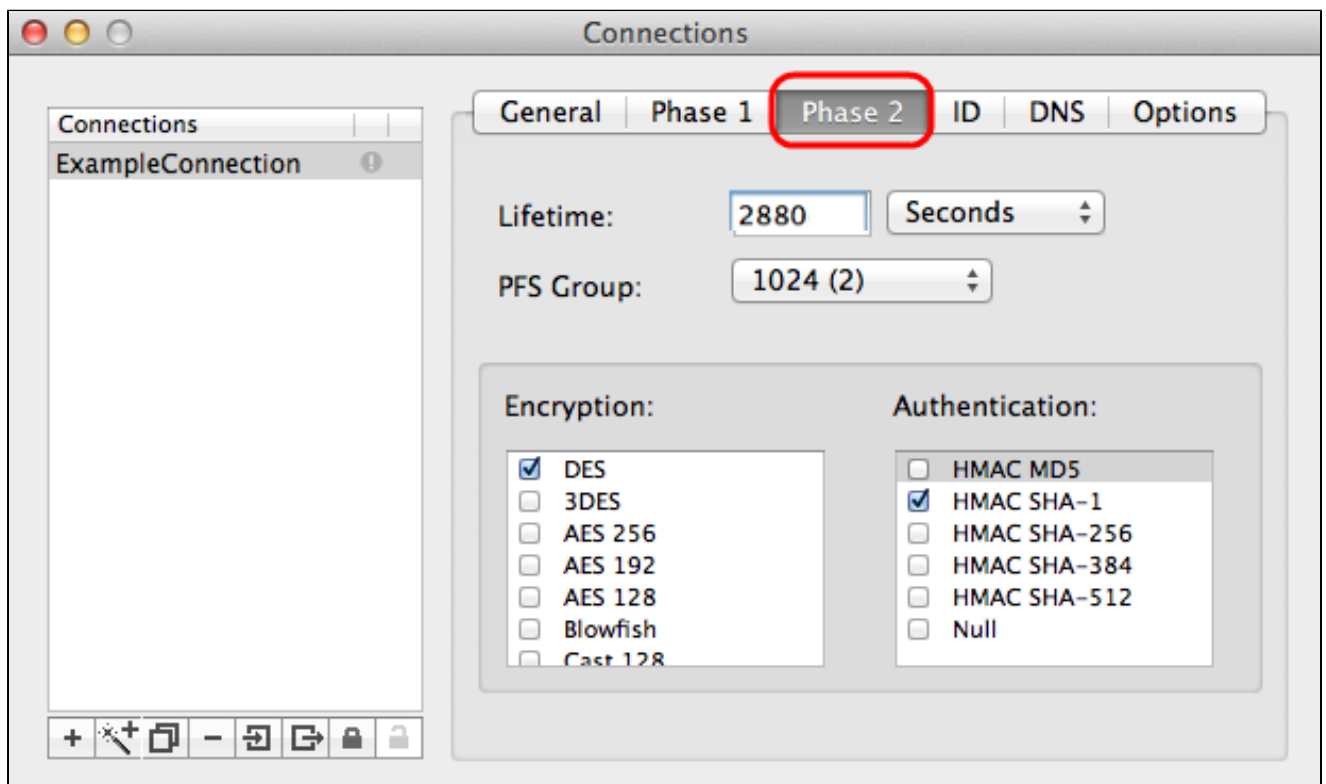 Connections
Connections
ExampleConnection
General Phase 1 Phase 2 ID DNS Options
Lifetime: 2880 Seconds
PFS Group: 1024 (2)
Encryption:
DES
3DES
AES 256
AES 192
AES 128
Blowfish
Cast 128
Authentication:
HMAC MD5
HMAC SHA-1
HMAC SHA-256
HMAC SHA-384
HMAC SHA-512
Null